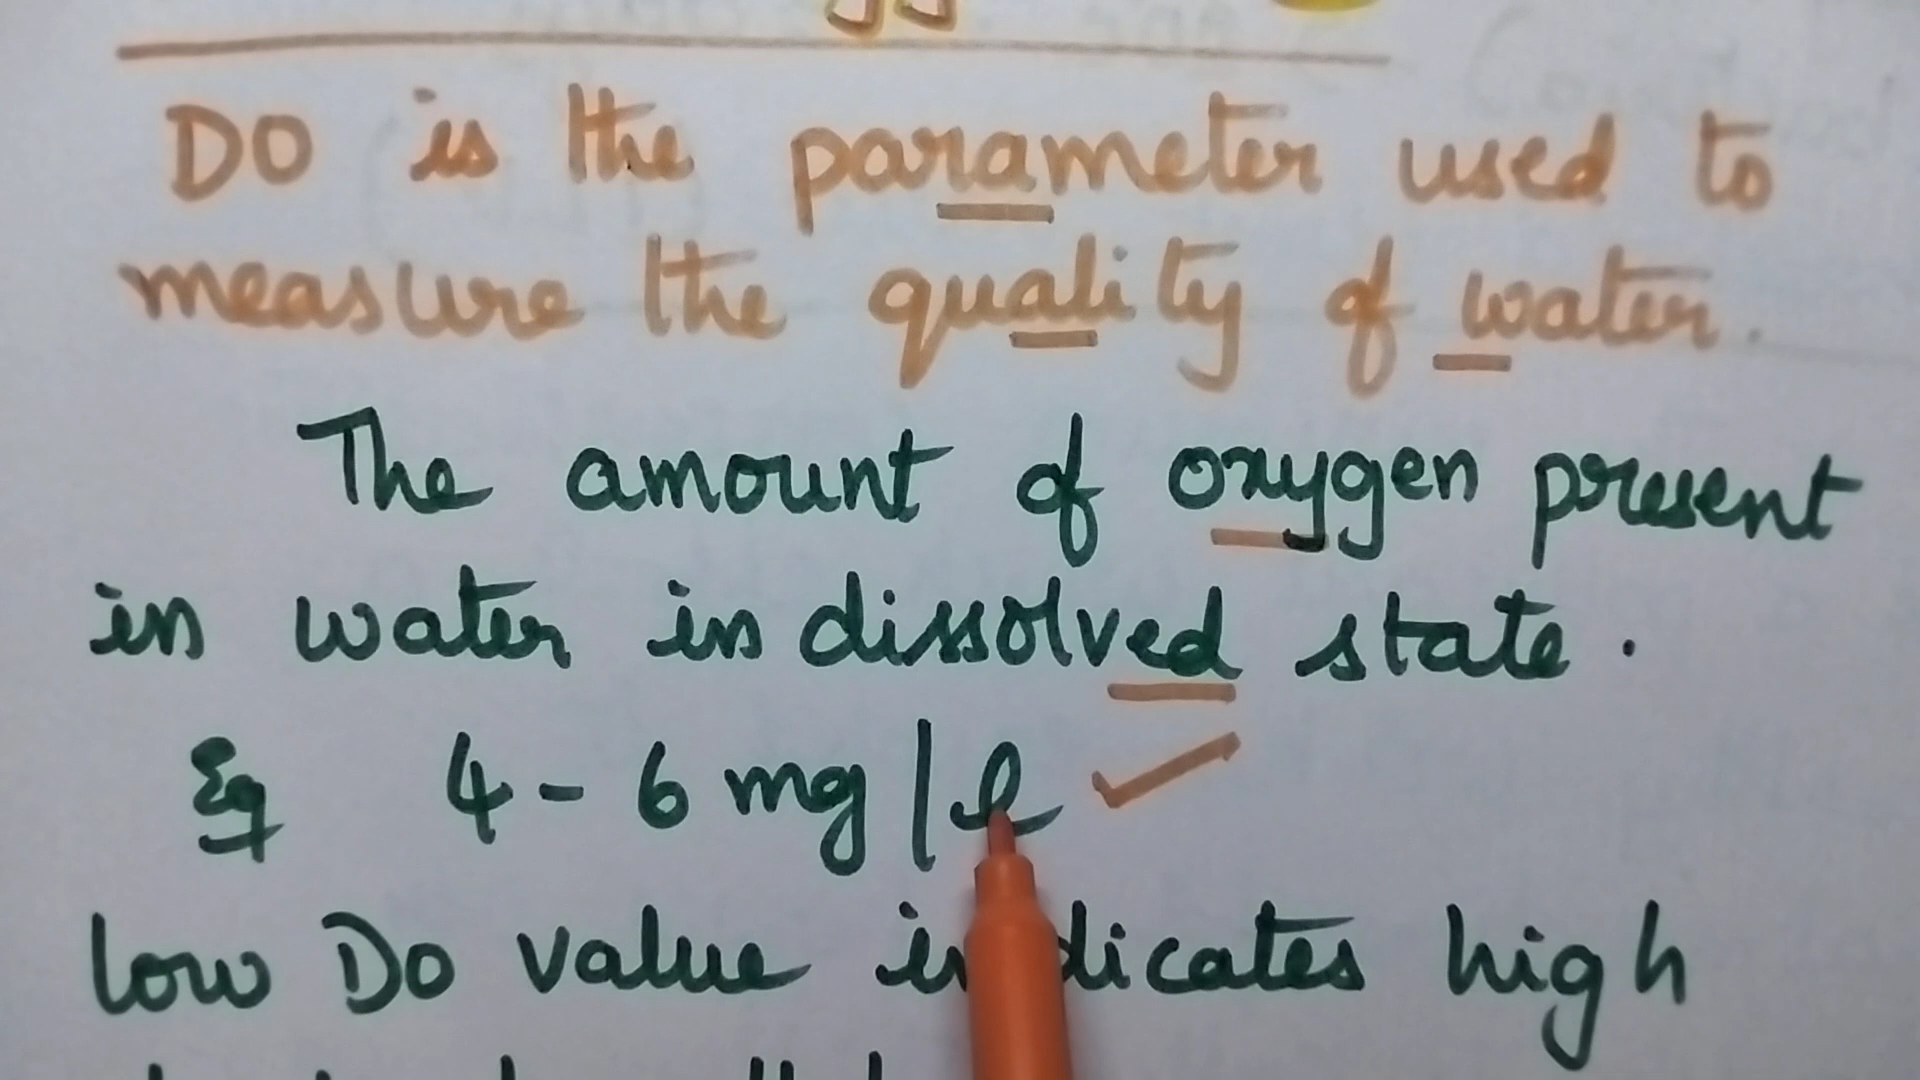 DO is the parameter used to
measure the quality of water.
The amount of oxygen present
in water in dissolved state.
Eg 4 - 6 mg | l
low DO value indicates high